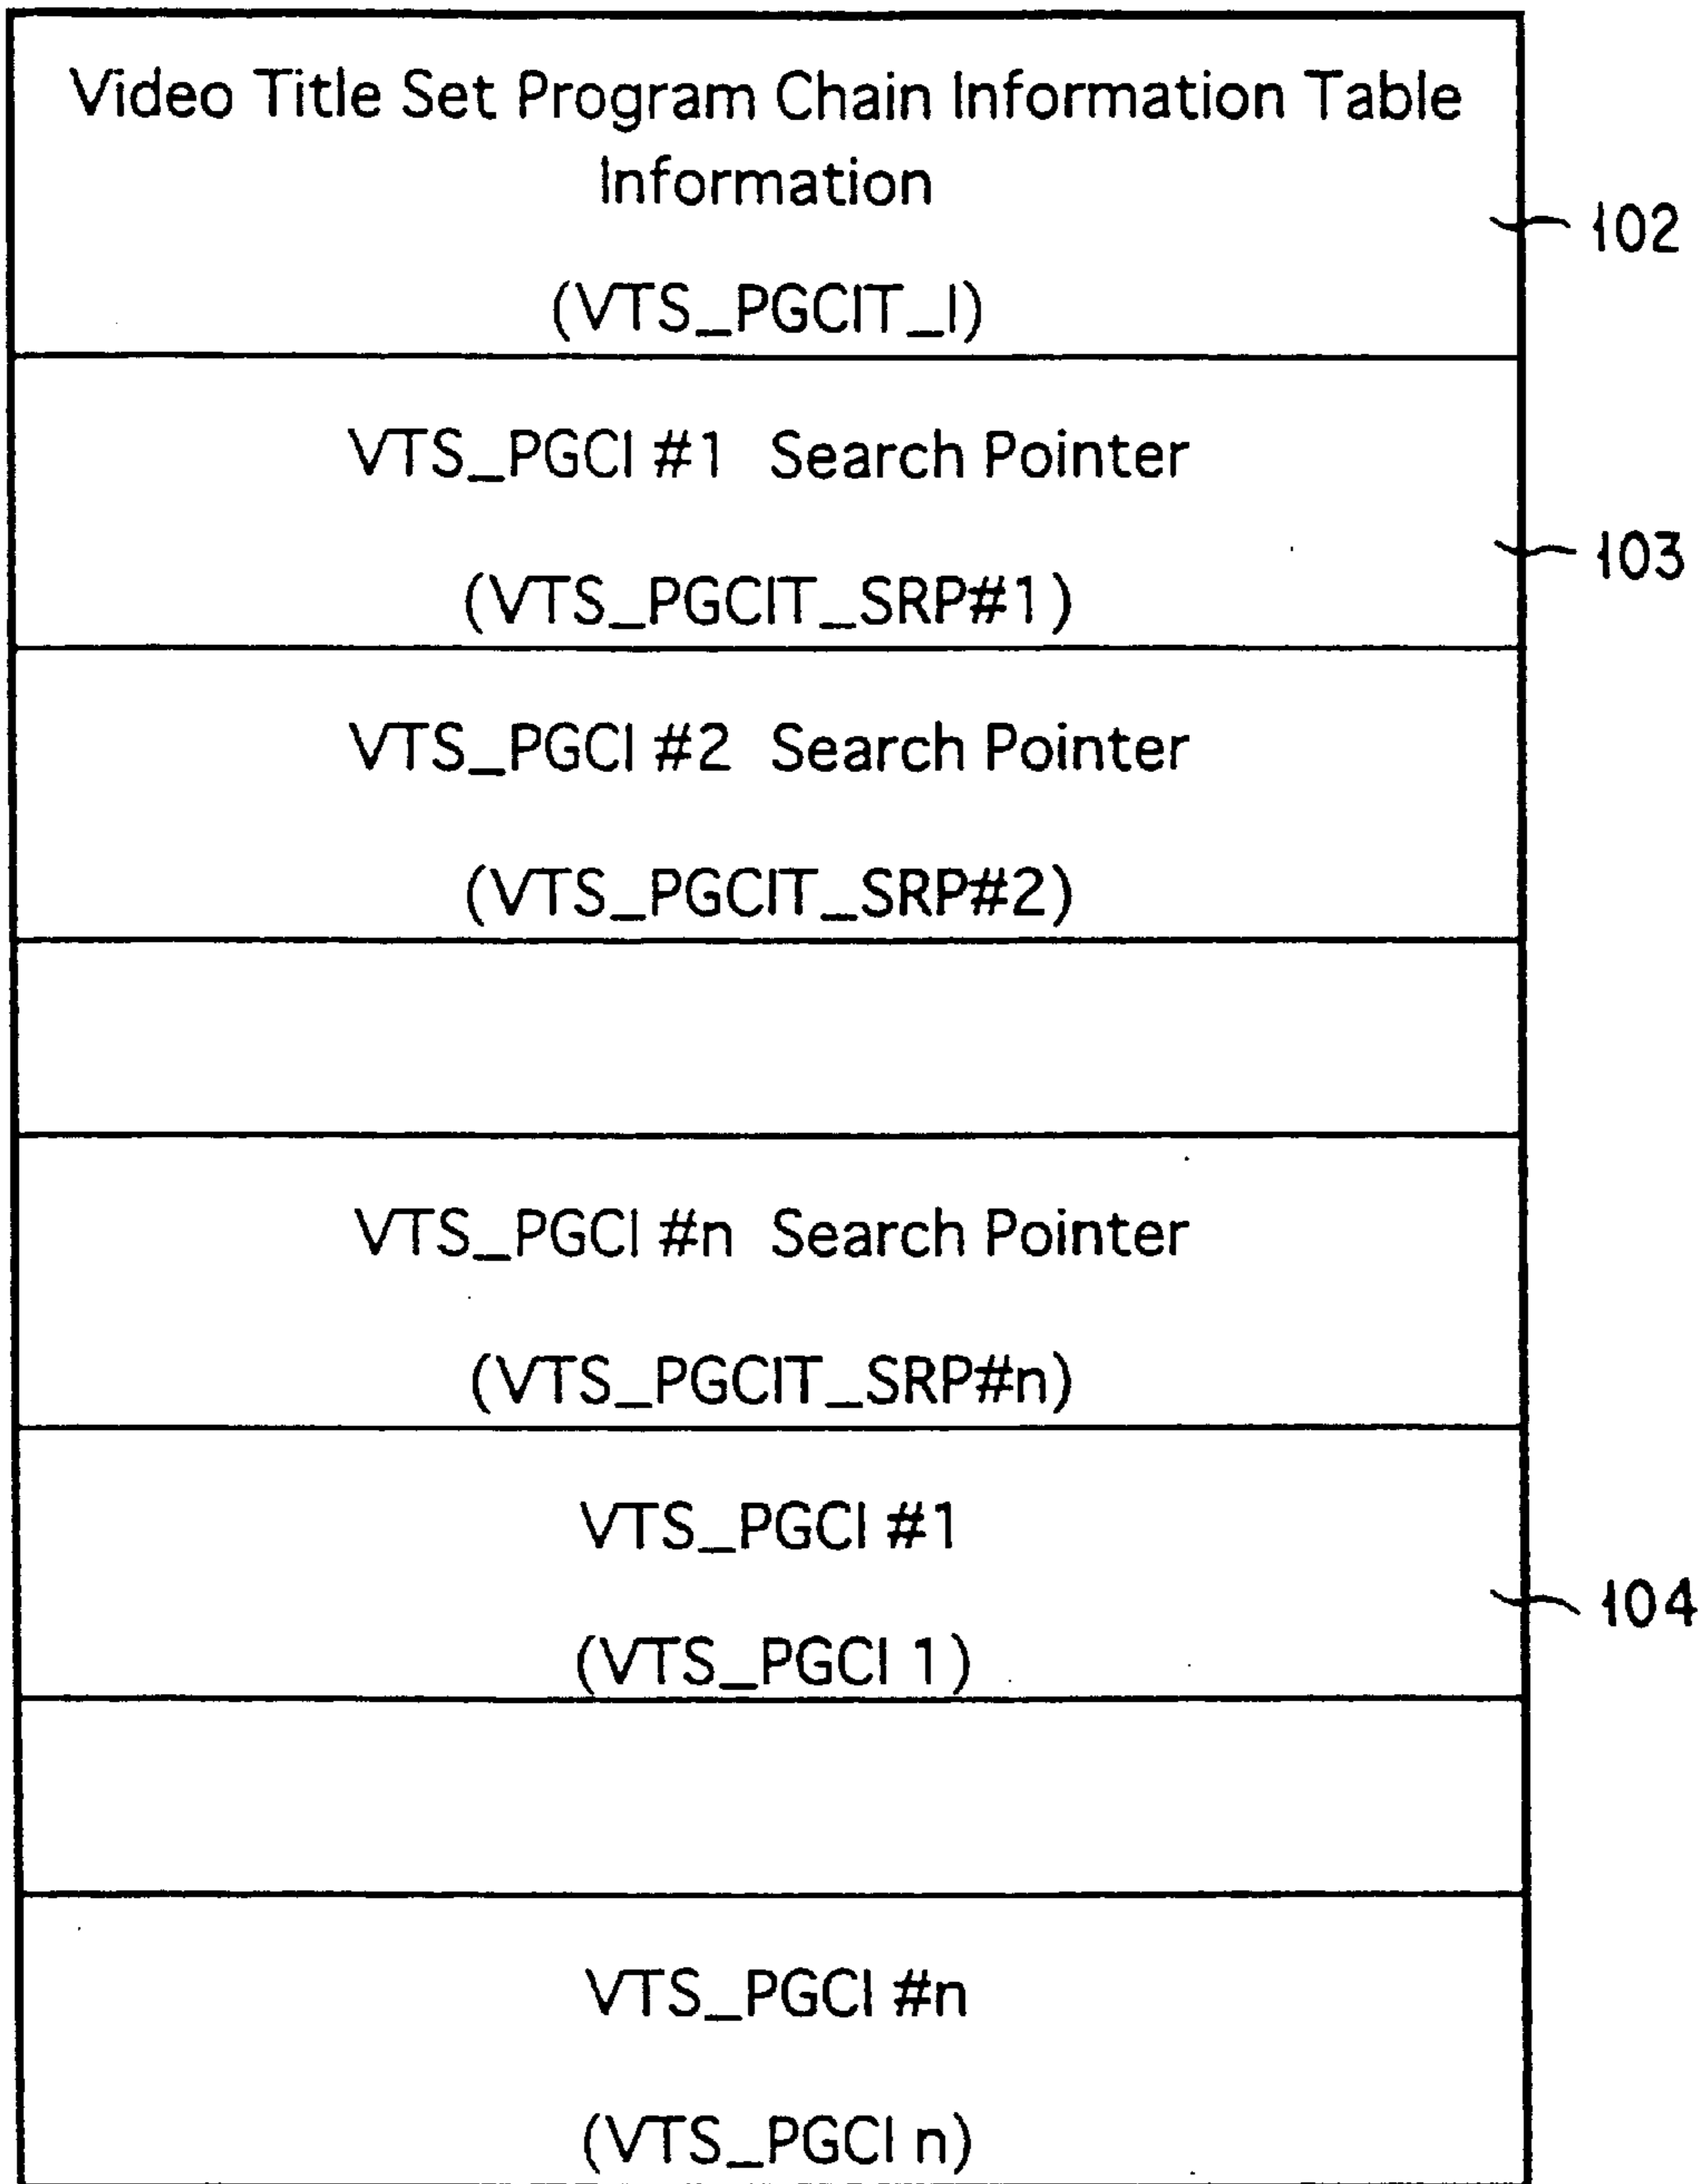 Video Title Set Program Chain Information Table
Information
(VTS_PGCIT_I)
102
VTS_PGCI #1 Search Pointer
(VTS_PGCIT_SRP#1)
103
VTS_PGCI #2 Search Pointer
(VTS_PGCIT_SRP#2)
VTS_PGCI #n Search Pointer
(VTS_PGCIT_SRP#n)
VTS_PGCI #1
(VTS_PGCI 1)
104
VTS_PGCI #n
(VTS_PGCI n)